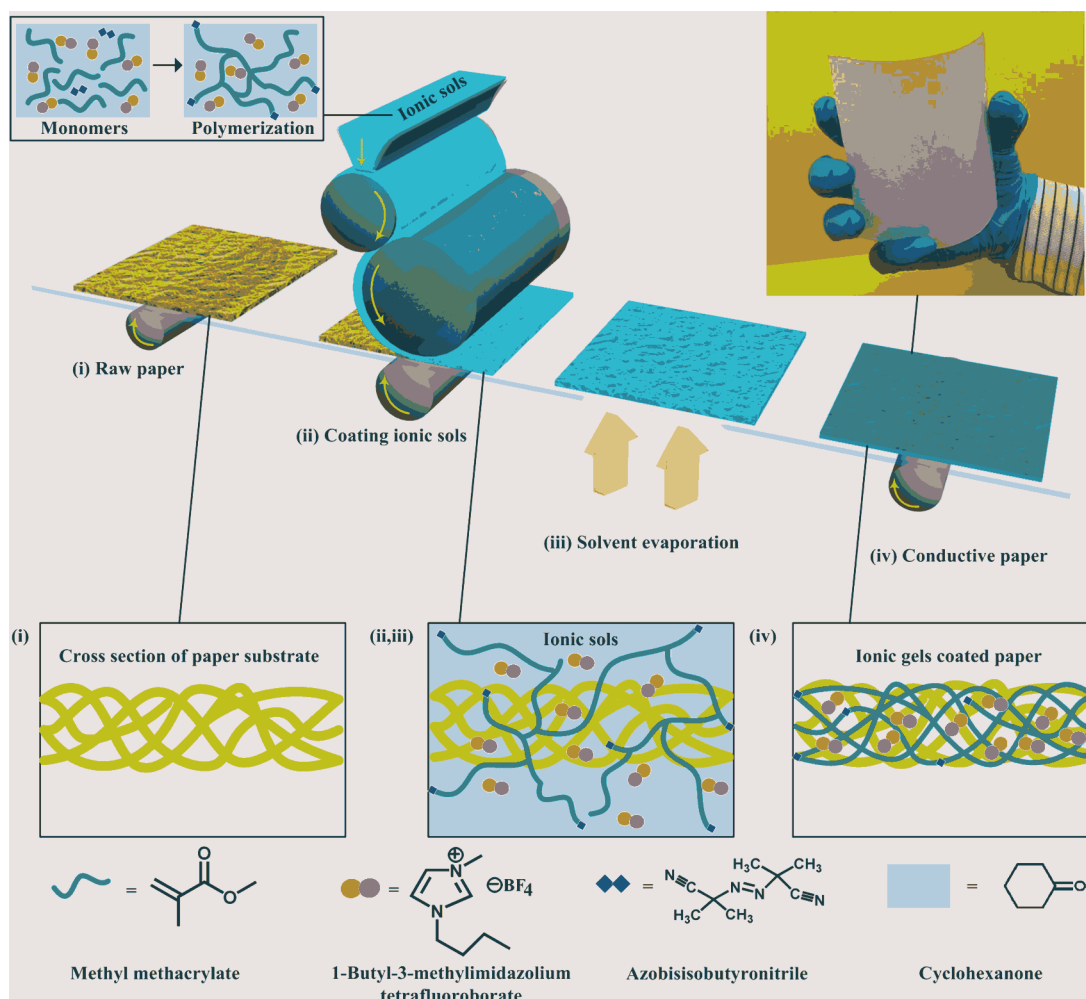 Monomers
Polymerization
Ionic sols
(i) Raw paper
(ii) Coating ionic sols
(iii) Solvent evaporation
(iv) Conductive paper
(i)
Cross section of paper substrate
(ii,iii)
Ionic sols
(iv)
Ionic gels coated paper
=
O
O
=
N
⊕
N
⊖BF4
=
N
H3C
CH3
N
N
H3C
CH3
N
=
O
Methyl methacrylate
1-Butyl-3-methylimidazolium
tetrafluoroborate
Azobisisobutyronitrile
Cyclohexanone